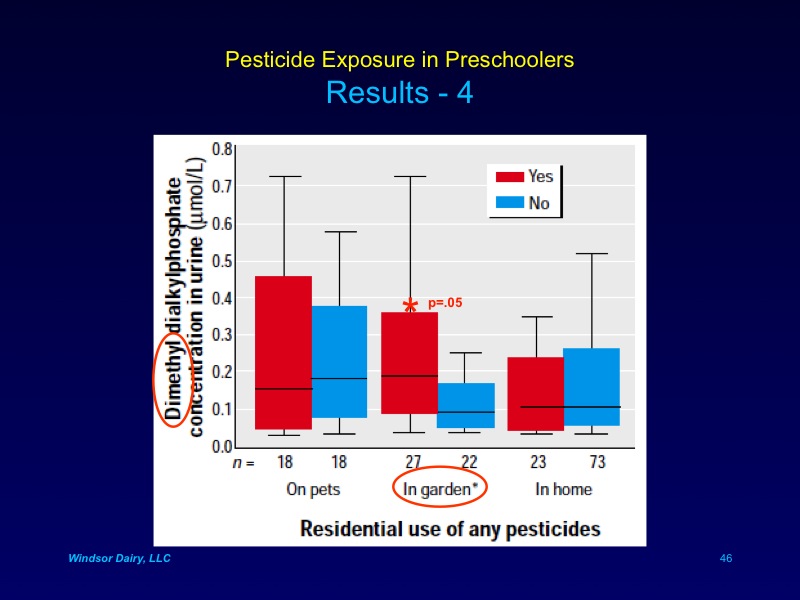 Pesticide Exposure in Preschoolers
Results - 4
Dimethyl dialkylphosphate
concentration in urine (μmol/L)
0.8
0.7
0.6
0.5
0.4
0.3
0.2
0.1
0.0
Yes
No
* p=.05
n = 18 18 27 22 23 73
On pets In garden* In home
Residential use of any pesticides
Windsor Dairy, LLC 46